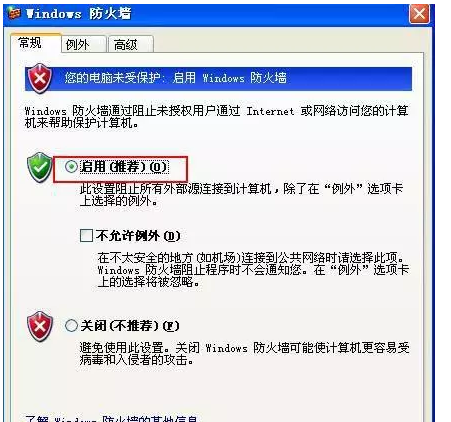 Windows 防火墙
常规 例外 高级
您的电脑未受保护: 启用 Windows 防火墙
Windows 防火墙通过阻止未授权用户通过 Internet 或网络访问您的计算
机来帮助保护计算机。
启用(推荐)(O)
此设置阻止所有外部源连接到计算机，除了在“例外”选项卡
上选择的例外。
不允许例外(D)
在不太安全的地方(如机场)连接到公共网络时请选择此项。
Windows 防火墙阻止程序时不会通知您。在“例外”选项卡
上的选择将被忽略。
关闭(不推荐)(F)
避免使用此设置。关闭 Windows 防火墙可能使计算机更容易受
病毒和入侵者的攻击。
了解 Windows 防火墙的其他信息